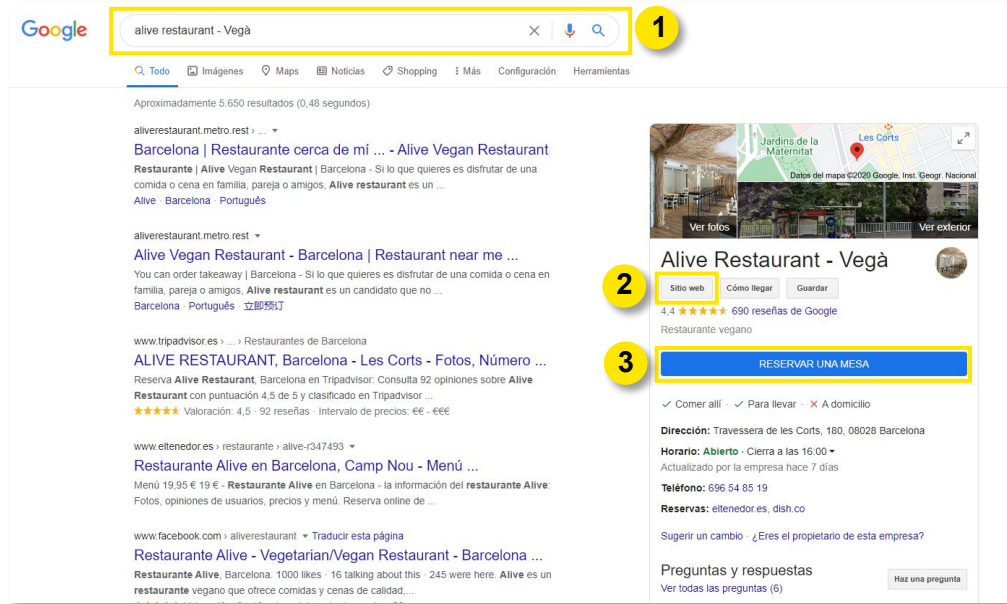 Google
alive restaurant - Vegà
1
Todo
Imágenes
Maps
Noticias
Shopping
Más
Configuración
Herramientas
Aproximadamente 5.650 resultados (0,48 segundos)
aliverestaurant.metro.rest › ...
Barcelona | Restaurante cerca de mí ... - Alive Vegan Restaurant
Restaurante | Alive Vegan Restaurant | Barcelona - Si lo que quieres es disfrutar de una
comida o cena en familia, pareja o amigos, Alive restaurant es un ...
Alive · Barcelona · Português
aliverestaurant.metro.rest
Alive Vegan Restaurant - Barcelona | Restaurant near me ...
You can order takeaway | Barcelona - Si lo que quieres es disfrutar de una comida o cena en
familia, pareja o amigos, Alive restaurant es un candidato que no ...
Barcelona · Português · 立即预订
www.tripadvisor.es › ... › Restaurantes de Barcelona
ALIVE RESTAURANT, Barcelona - Les Corts - Fotos, Número ...
Reserva Alive Restaurant, Barcelona en Tripadvisor: Consulta 92 opiniones sobre Alive
Restaurant con puntuación 4,5 de 5 y clasificado en Tripadvisor ...
Valoración: 4,5 · 92 reseñas · Intervalo de precios: €€ - €€€
www.eltenedor.es › restaurante › alive-r347493
Restaurante Alive en Barcelona, Camp Nou - Menú ...
Menú 19,95 € 19 € - Restaurante Alive en Barcelona - la información del restaurante Alive:
Fotos, opiniones de usuarios, precios y menú. Reserva online de ...
www.facebook.com › aliverestaurant Traducir esta página
Restaurante Alive - Vegetarian/Vegan Restaurant - Barcelona ...
Restaurante Alive, Barcelona. 1000 likes · 16 talking about this · 245 were here. Alive es un
restaurante vegano que ofrece comidas y cenas de calidad,...
Jardins de la
Maternitat
Les Corts
Datos del mapa ©2020 Google, Inst. Geogr. Nacional
Ver fotos
Ver exterior
Alive Restaurant - Vegà
2
Sitio web
Cómo llegar
Guardar
4,4 690 reseñas de Google
Restaurante vegano
3
RESERVAR UNA MESA
Comer allí · Para llevar · A domicilio
Dirección: Travessera de les Corts, 180, 08028 Barcelona
Horario: Abierto · Cierra a las 16:00
Actualizado por la empresa hace 7 días
Teléfono: 696 54 85 19
Reservas: eltenedor.es, dish.co
Sugerir un cambio · ¿Eres el propietario de esta empresa?
Preguntas y respuestas
Ver todas las preguntas (6)
Haz una pregunta